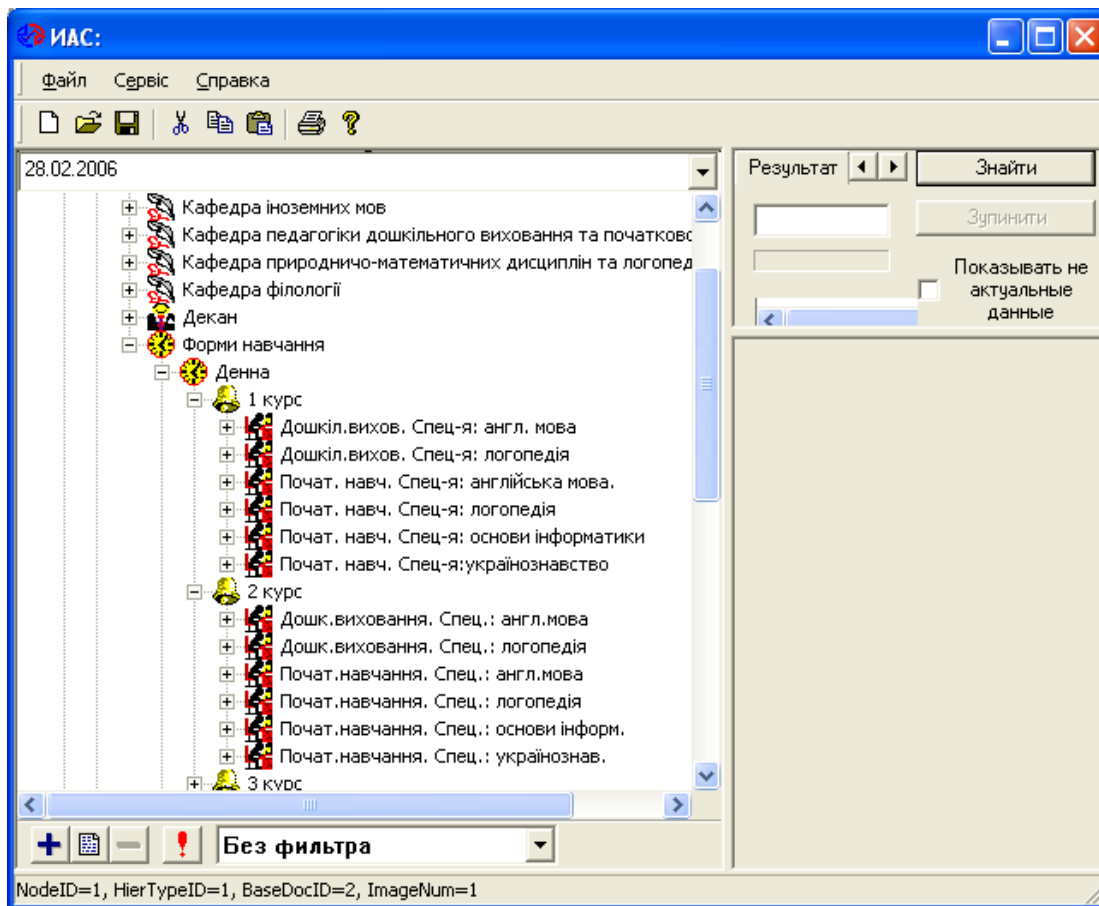 ИАС:
Файл Сервіс Справка
28.02.2006
Кафедра іноземних мов
Кафедра педагогіки дошкільного виховання та початково
Кафедра природничо-математичних дисциплін та логопед
Кафедра філології
Декан
Форми навчання
Денна
1 курс
Дошкіл.вихов. Спец-я: англ. мова
Дошкіл.вихов. Спец-я: логопедія
Почат. навч. Спец-я: англійська мова.
Почат. навч. Спец-я: логопедія
Почат. навч. Спец-я: основи інформатики
Почат. навч. Спец-я:українознавство
2 курс
Дошк.виховання. Спец.: англ.мова
Дошк.виховання. Спец.: логопедія
Почат.навчання. Спец.: англ.мова
Почат.навчання. Спец.: логопедія
Почат.навчання. Спец.: основи інформ.
Почат.навчання. Спец.: українознав.
3 курс
Результат
Знайти
Зупинити
Показывать не
актуальные
данные
Без фильтра
NodeID=1, HierTypeID=1, BaseDocID=2, ImageNum=1